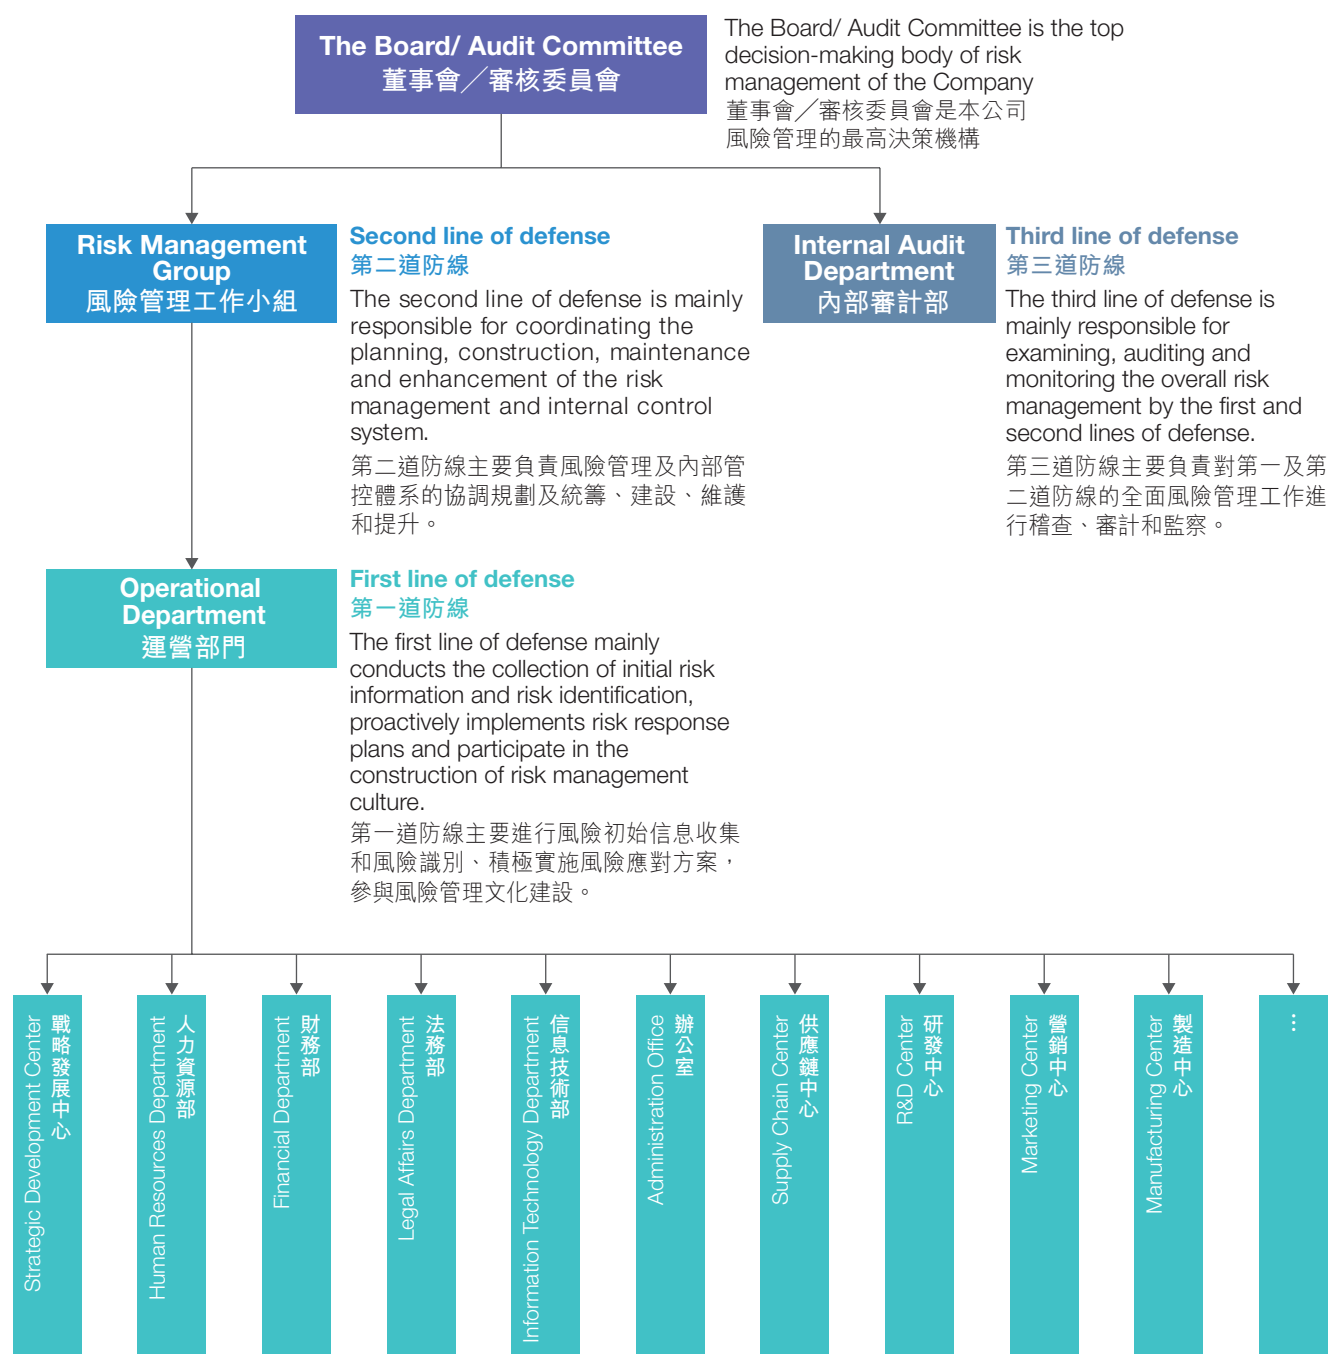 The Board/ Audit Committee
董事會╱審核委員會
The Board/ Audit Committee is the top
decision-making body of risk
management of the Company
董事會╱審核委員會是本公司
風險管理的最高決策機構
Risk Management
Group
風險管理工作小組
Second line of defense
第二道防線
The second line of defense is mainly
responsible for coordinating the
planning, construction, maintenance
and enhancement of the risk
management and internal control
system.
第二道防線主要負責風險管理及內部管
控體系的協調規劃及統籌、建設、維護
和提升。
Internal Audit
Department
內部審計部
Third line of defense
第三道防線
The third line of defense is
mainly responsible for
examining, auditing and
monitoring the overall risk
management by the first and
second lines of defense.
第三道防線主要負責對第一及第
二道防線的全面風險管理工作進
行稽查、審計和監察。
Operational
Department
運營部門
First line of defense
第一道防線
The first line of defense mainly
conducts the collection of initial risk
information and risk identification,
proactively implements risk response
plans and participate in the
construction of risk management
culture.
第一道防線主要進行風險初始信息收集
和風險識別、積極實施風險應對方案，
參與風險管理文化建設。
戰略發展中心
Strategic Development Center
人力資源部
Human Resources Department
財務部
Financial Department
法務部
Legal Affairs Department
信息技術部
Information Technology Department
辦公室
Administration Office
供應鏈中心
Supply Chain Center
研發中心
R&D Center
營銷中心
Marketing Center
製造中心
Manufacturing Center
…